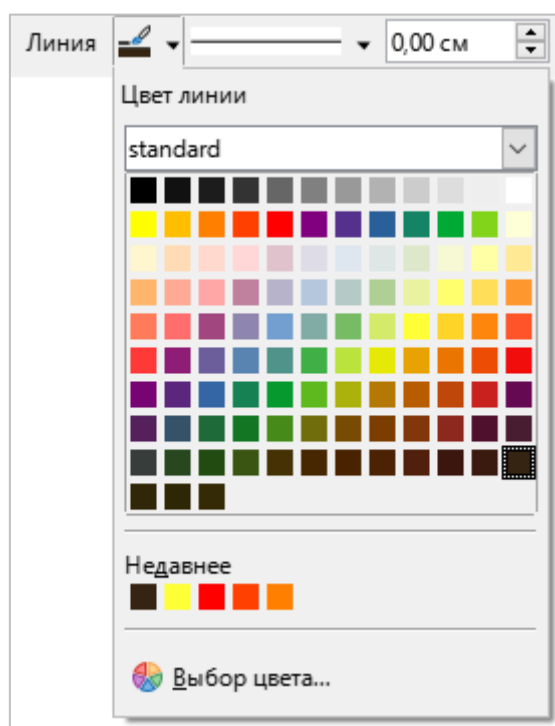 Линия 0,00 см
Цвет линии
standard
Недавнее
Выбор цвета...